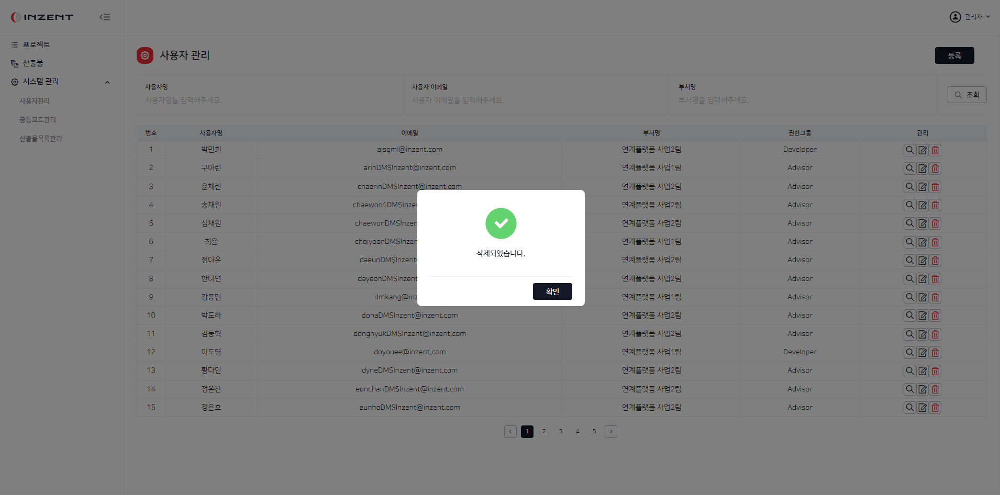 INZENT
관리자
프로젝트
산출물
시스템 관리
사용자관리
공통코드관리
산출물목록관리
사용자 관리
등록
사용자명 사용자 이메일 부서명
사용자명를 입력해주세요. 사용자 이메일을 입력해주세요. 부서명을 입력해주세요.
조회
번호 사용자명 이메일 부서명 권한그룹 관리
1 박민희 alsgml@inzent.com 연계플랫폼 사업2팀 Developer
2 구아린 arinDMSInzent@inzent.com 연계플랫폼 사업1팀 Advisor
3 윤채린 chaerinDMSInzent@inzent.com 연계플랫폼 사업2팀 Advisor
4 송채원 chaewon1DMSInzen 연계플랫폼 사업2팀 Advisor
5 심채원 chaewonDMSInzen 연계플랫폼 사업2팀 Advisor
6 최윤 choiyoonDMSInzen 연계플랫폼 사업1팀 Advisor
7 정다은 daeunDMSInzent 연계플랫폼 사업2팀 Advisor
8 한다연 dayeonDMSInzent 연계플랫폼 사업2팀 Advisor
9 강동민 dmkang@inz 연계플랫폼 사업1팀 Advisor
10 박도하 dohaDMSInzent@inzent.com 연계플랫폼 사업2팀 Advisor
11 김동혁 donghyukDMSInzent@inzent.com 연계플랫폼 사업2팀 Advisor
12 이도영 doyouee@inzent.com 연계플랫폼 사업1팀 Developer
13 황다인 dyneDMSInzent@inzent.com 연계플랫폼 사업2팀 Advisor
14 정은찬 eunchanDMSInzent@inzent.com 연계플랫폼 사업2팀 Advisor
15 정은호 eunhoDMSInzent@inzent.com 연계플랫폼 사업2팀 Advisor
삭제되었습니다.
확인
1 2 3 4 5